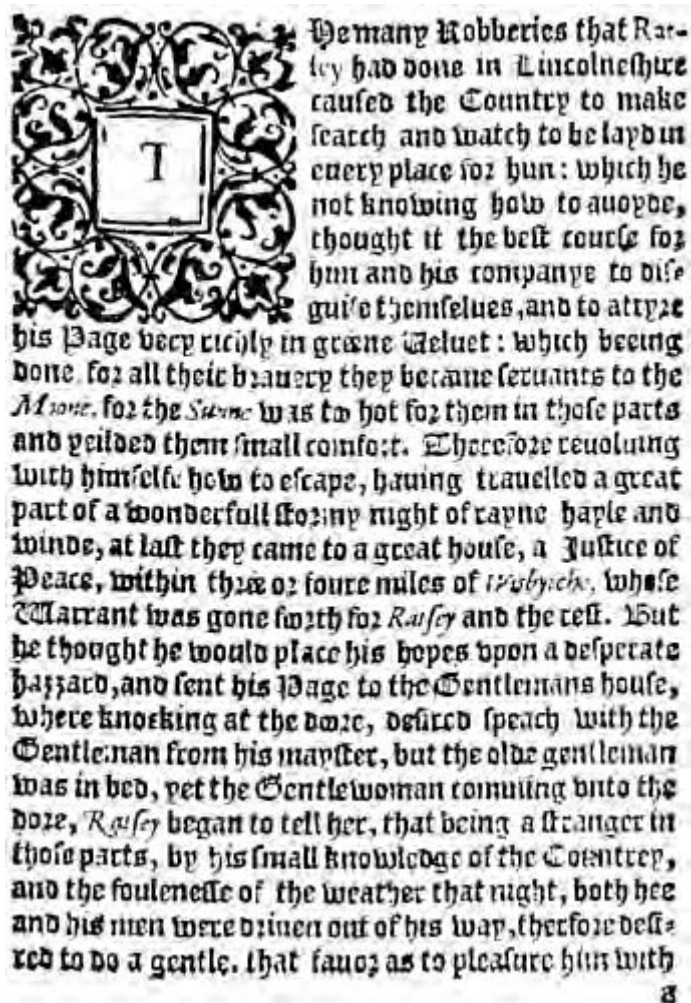 THe many Robberies that Rat-
sey had done in Lincolneshire
caused the Country to make
search and watch to be layd in
euery place for him: which he
not knowing how to auoyde,
thought it the best course for
him and his companye to dis-
guise themselues, and to attyre
his Page very richly in greene Veluet: which beeing
done for all their brauery they became seruants to the
Moone, for the Sunne was too hot for them in those parts
and yeilded them small comfort. Therefore reuoluing
with himselfe how to escape, hauing trauelled a great
part of a wonderfull stormy night of rayne hayle and
winde, at last they came to a great house, a Justice of
Peace, within three or foure miles of Wisbyche, whose
Warrant was gone forth for Ratsey and the rest. But
he thought he would place his hopes vpon a desperate
hazzard, and sent his Page to the Gentlemans house,
where knocking at the doore, desired speach with the
Gentleman from his mayster, but the olde gentleman
was in bed, yet the Gentlewoman comming vnto the
dore, Ratsey began to tell her, that being a stranger in
those parts, by his small knowledge of the Countrey,
and the foulenesse of the weather that night, both hee
and his men were driuen out of his way, therfore desi-
red to do a gentle. that fauor as to pleasure him with
a